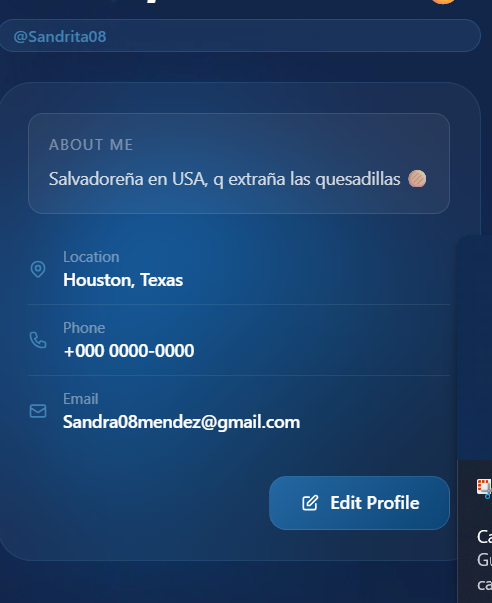 @Sandrita08
ABOUT ME
Salvadoreña en USA, q extraña las quesadillas
Location
Houston, Texas
Phone
+000 0000-0000
Email
Sandra08mendez@gmail.com
Edit Profile